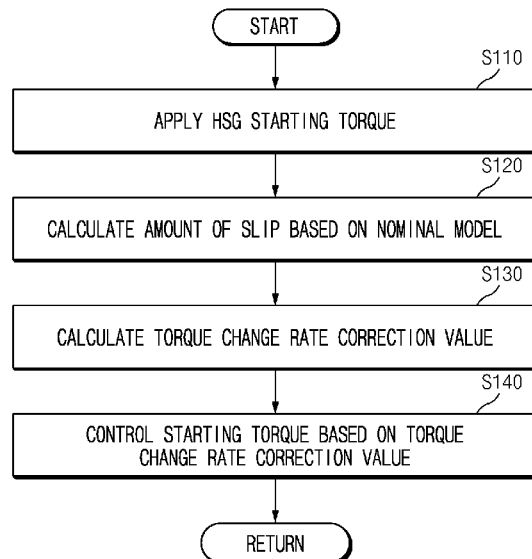 START
S110
APPLY HSG STARTING TORQUE
S120
CALCULATE AMOUNT OF SLIP BASED ON NOMINAL MODEL
S130
CALCULATE TORQUE CHANGE RATE CORRECTION VALUE
S140
CONTROL STARTING TORQUE BASED ON TORQUE
CHANGE RATE CORRECTION VALUE
RETURN